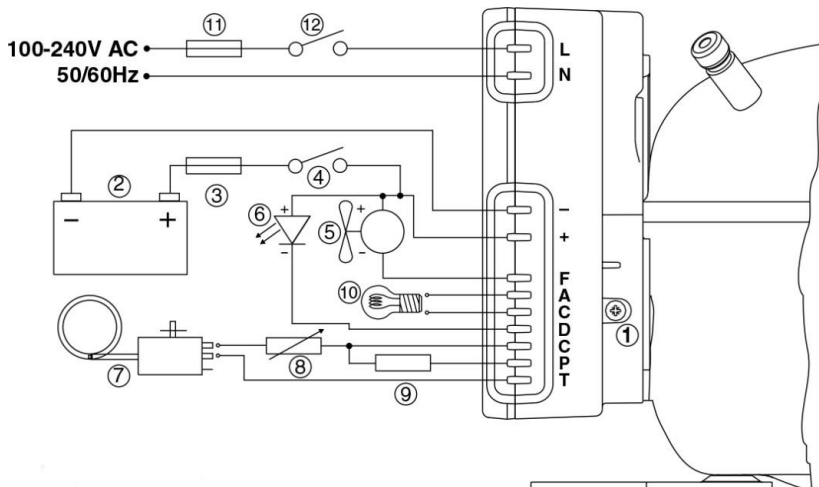 ⑪ ⑫
100-240V AC L
50/60Hz N
② ③ ④
− +
⑥ + − ⑤ + −
−
+
F
⑩ A
C
D
⑦ ⑧ C
⑨ P
T
①